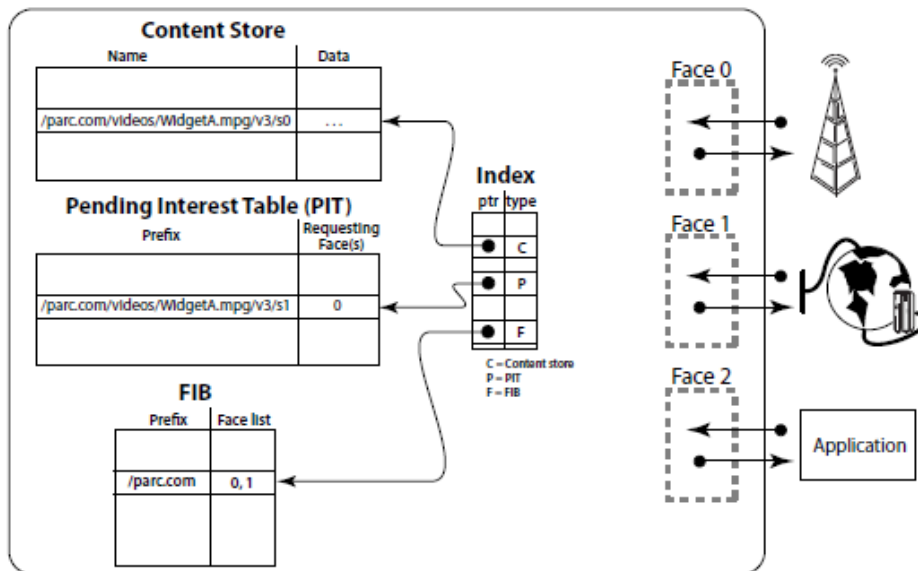 Content Store
Name Data
/parc.com/videos/WidgetA.mpg/v3/s0 ...
Pending Interest Table (PIT)
Prefix Requesting Face(s)
/parc.com/videos/WidgetA.mpg/v3/s1 0
FIB
Prefix Face list
/parc.com 0, 1
Index
ptr type
C
P
F
C = Content store
P = PIT
F = FIB
Face 0
Face 1
Face 2
Application